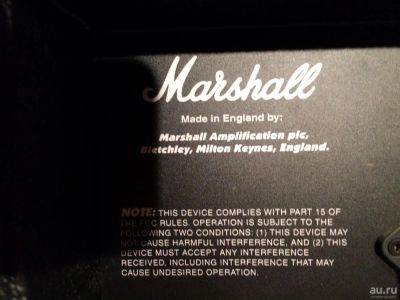 Marshall
Made in England by:
Marshall Amplification plc,
Bletchley, Milton Keynes, England.
NOTE: THIS DEVICE COMPLIES WITH PART 15 OF
THE FCC RULES. OPERATION IS SUBJECT TO THE
FOLLOWING TWO CONDITIONS: (1) THIS DEVICE MAY
NOT CAUSE HARMFUL INTERFERENCE, AND (2) THIS
DEVICE MUST ACCEPT ANY INTERFERENCE
RECEIVED, INCLUDING INTERFERENCE THAT MAY
CAUSE UNDESIRED OPERATION.
au.ru